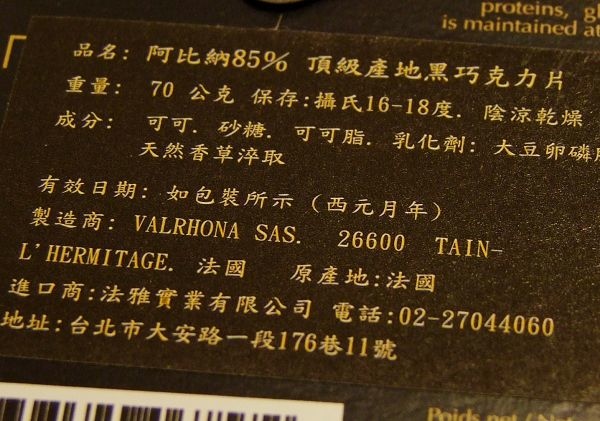 proteins, gl
is maintained at
品名: 阿比納85% 頂級產地黑巧克力片
重量: 70 公克 保存:攝氏16-18度. 陰涼乾燥
成分: 可可. 砂糖. 可可脂. 乳化劑: 大豆卵磷脂
天然香草淬取
有效日期: 如包裝所示 (西元月年)
製造商: VALRHONA SAS. 26600 TAIN-
L'HERMITAGE. 法國 原產地:法國
進口商:法雅實業有限公司 電話:02-27044060
地址:台北市大安路一段176巷11號
Poids net / Net